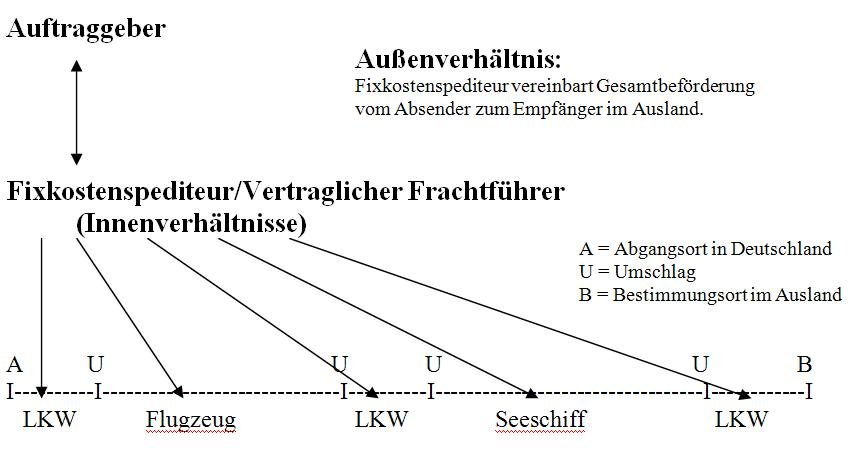 Auftraggeber
Außenverhältnis:
Fixkostenspediteur vereinbart Gesamtbeförderung
vom Absender zum Empfänger im Ausland.
Fixkostenspediteur/Vertraglicher Frachtführer
(Innenverhältnisse)
A = Abgangsort in Deutschland
U = Umschlag
B = Bestimmungsort im Ausland
A U U U U B
LKW Flugzeug LKW Seeschiff LKW